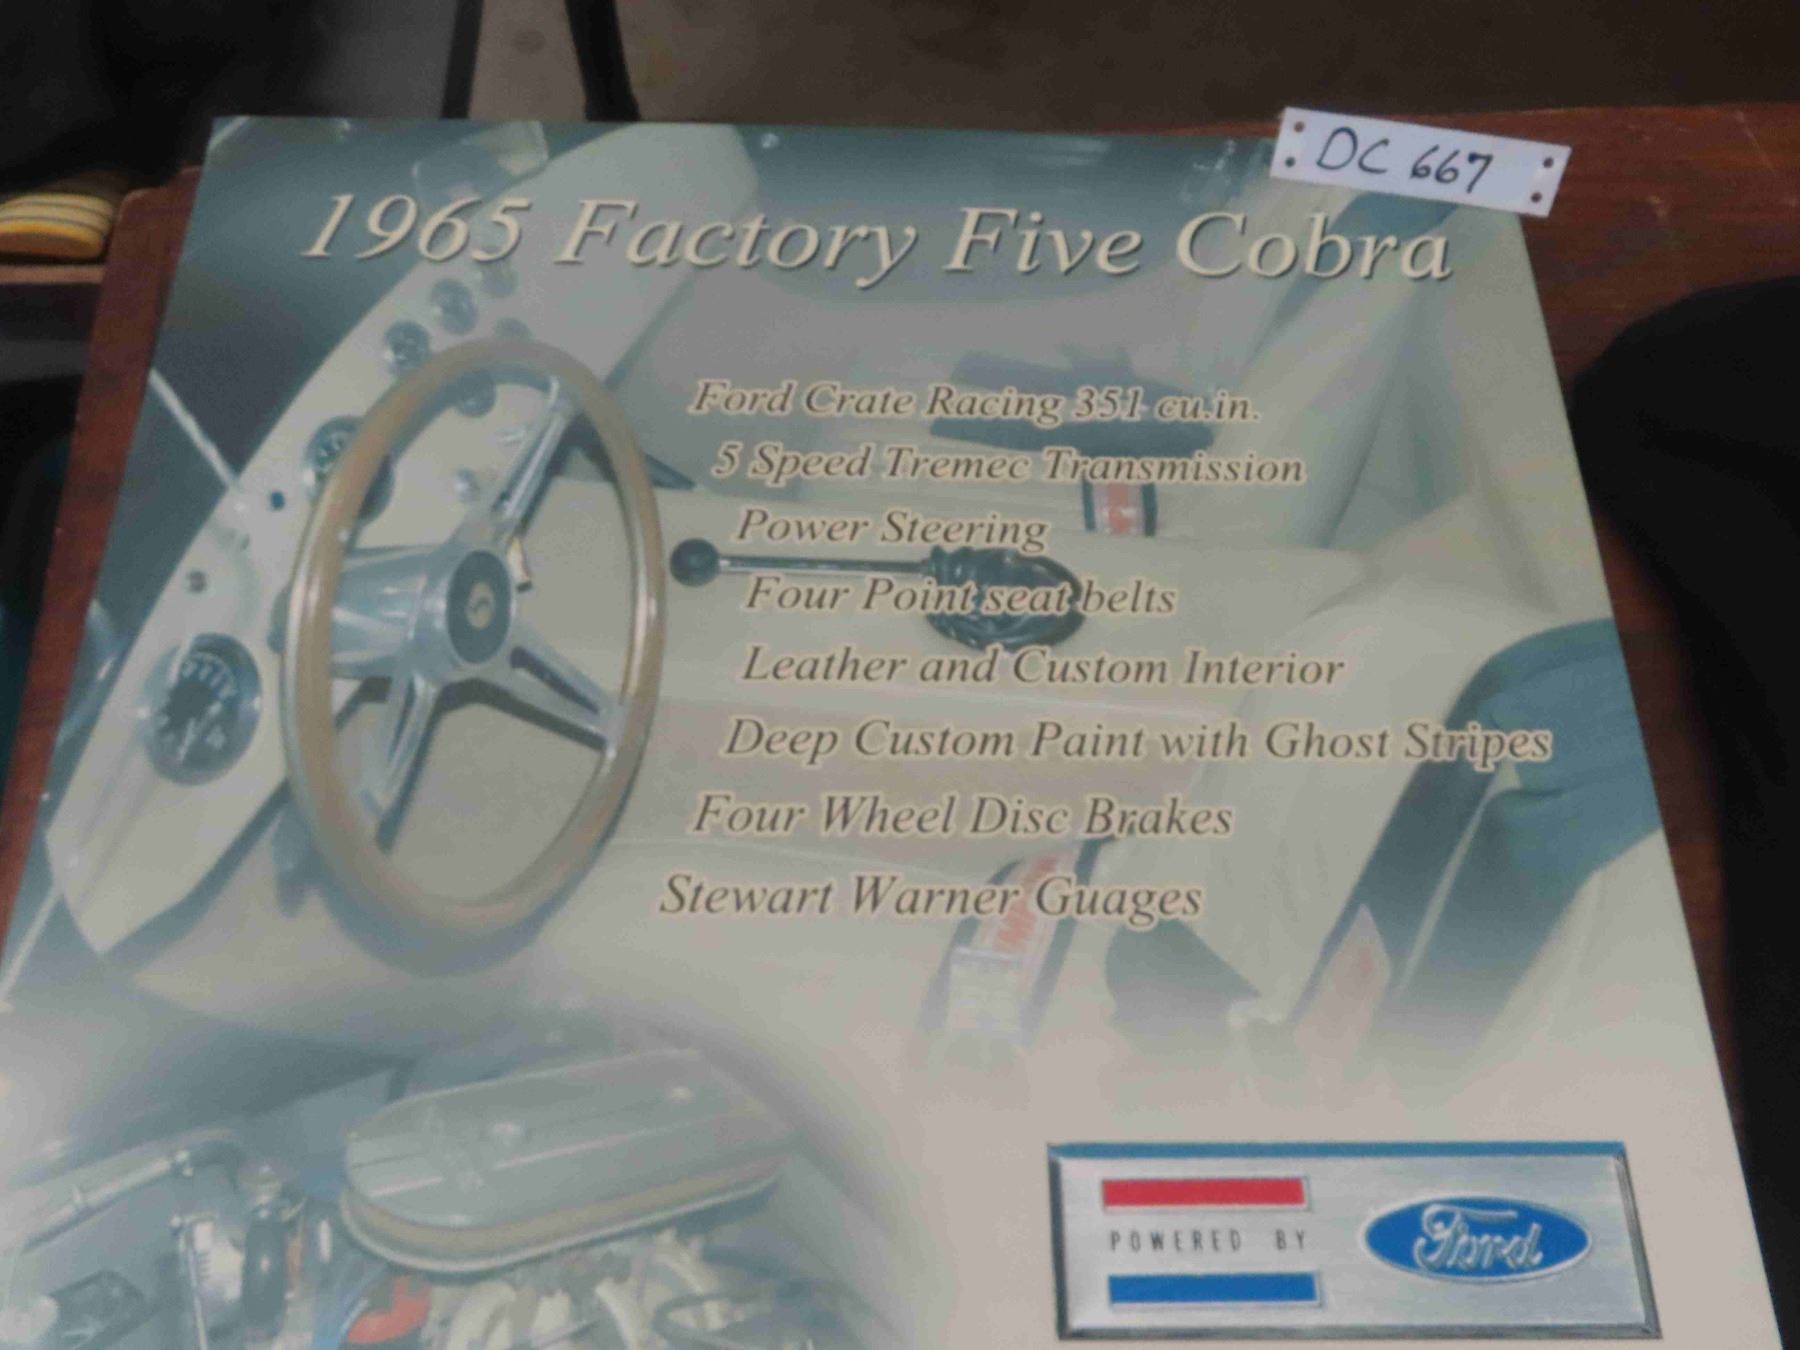 DC 667
1965 Factory Five Cobra
Ford Crate Racing 351 cu.in.
5 Speed Tremec Transmission
Power Steering
Four Point seat belts
Leather and Custom Interior
Deep Custom Paint with Ghost Stripes
Four Wheel Disc Brakes
Stewart Warner Guages
POWERED BY
Ford